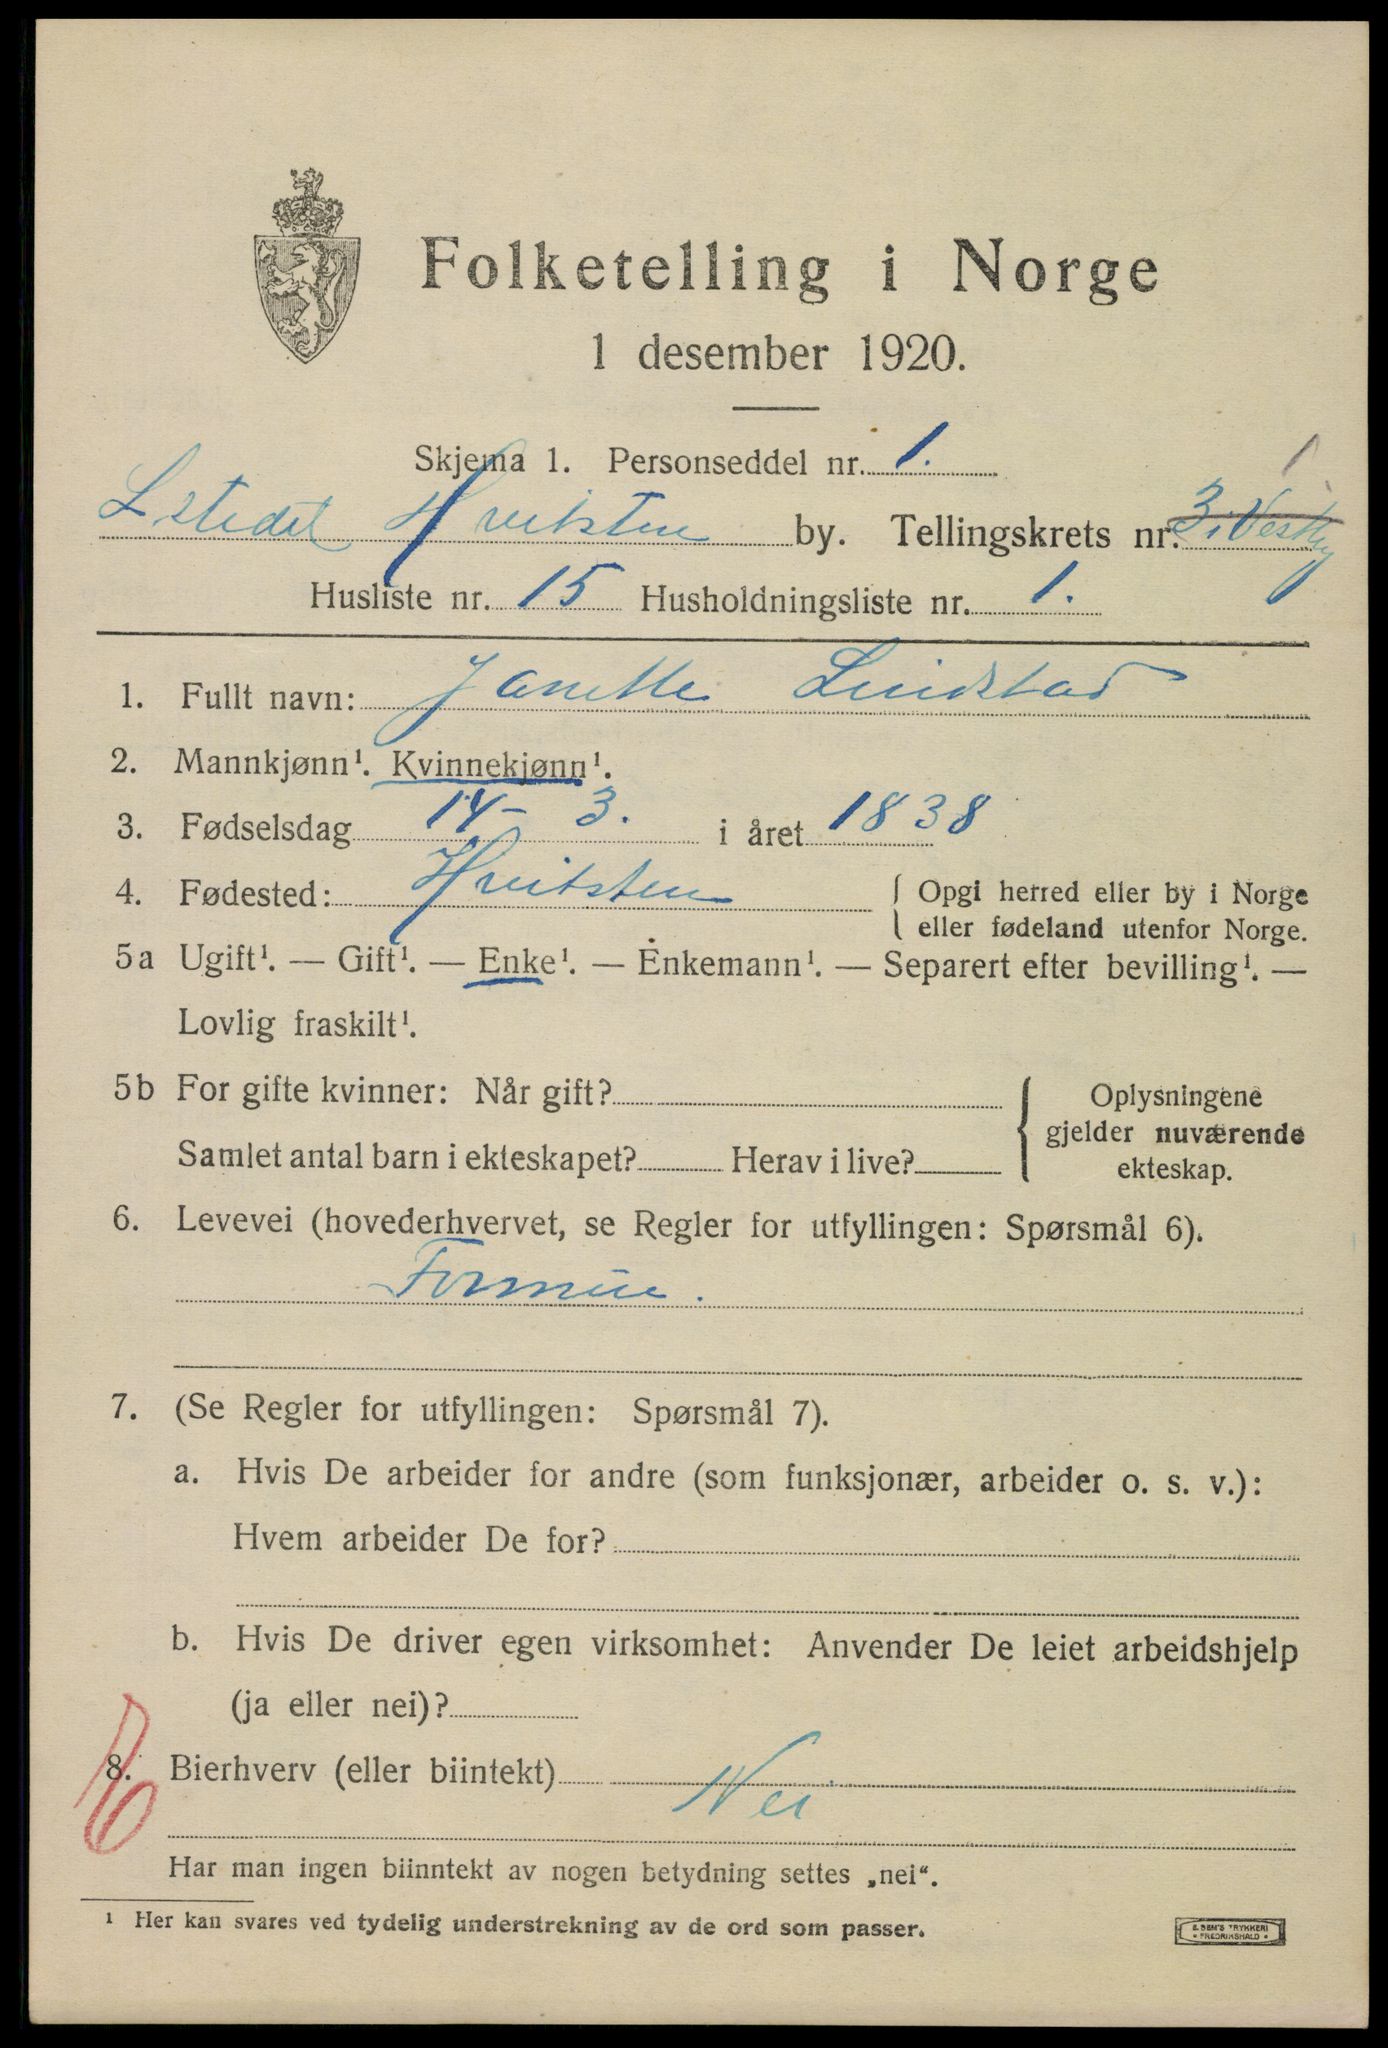 Folketelling i Norge
1 desember 1920.
Skjema 1. Personseddel nr. 1.
1
Lstedet Hvitsten by. Tellingskrets nr. 3 i Vestby
Husliste nr. 15 Husholdningsliste nr. 1.
1. Fullt navn: Janette Lindstad
2. Mannkjønn¹. Kvinnekjønn¹.
3. Fødselsdag 14 - 3. i året 1838
4. Fødested: Hvitsten { Opgi herred eller by i Norge
eller fødeland utenfor Norge.
5a Ugift¹. — Gift¹. — Enke¹. — Enkemann¹. — Separert efter bevilling¹. —
Lovlig fraskilt¹.
5b For gifte kvinner: Når gift? { Oplysningene
gjelder nuværende
Samlet antal barn i ekteskapet? Herav i live? ekteskap.
6. Levevei (hovederhvervet, se Regler for utfyllingen: Spørsmål 6).
Formue.
7. (Se Regler for utfyllingen: Spørsmål 7).
a. Hvis De arbeider for andre (som funksjonær, arbeider o. s. v.):
Hvem arbeider De for?
b. Hvis De driver egen virksomhet: Anvender De leiet arbeidshjelp
(ja eller nei)?
8. Bierhverv (eller biintekt) Nei
Har man ingen biinntekt av nogen betydning settes „nei“.
¹ Her kan svares ved tydelig understrekning av de ord som passer.
E. SEM'S TRYKKERI
• FREDRIKSHALD •